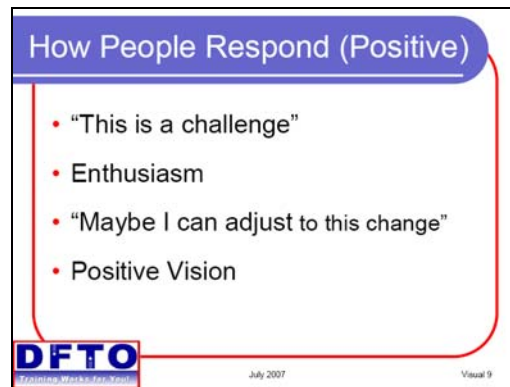 How People Respond (Positive)
• “This is a challenge”
• Enthusiasm
• “Maybe I can adjust to this change”
• Positive Vision
DFTO
Training Works for You!
July 2007
Visual 9